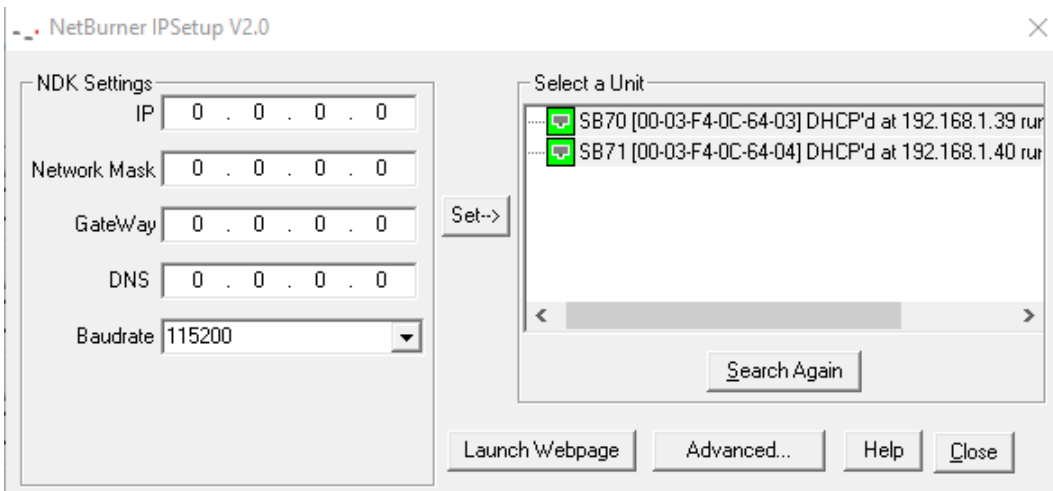 NetBurner IPSetup V2.0
NDK Settings
IP 0 . 0 . 0 . 0
Network Mask 0 . 0 . 0 . 0
GateWay 0 . 0 . 0 . 0
DNS 0 . 0 . 0 . 0
Baudrate 115200
Set-->
Select a Unit
SB70 [00-03-F4-0C-64-03] DHCP'd at 192.168.1.39
SB71 [00-03-F4-0C-64-04] DHCP'd at 192.168.1.40
Search Again
Launch Webpage
Advanced...
Help
Close